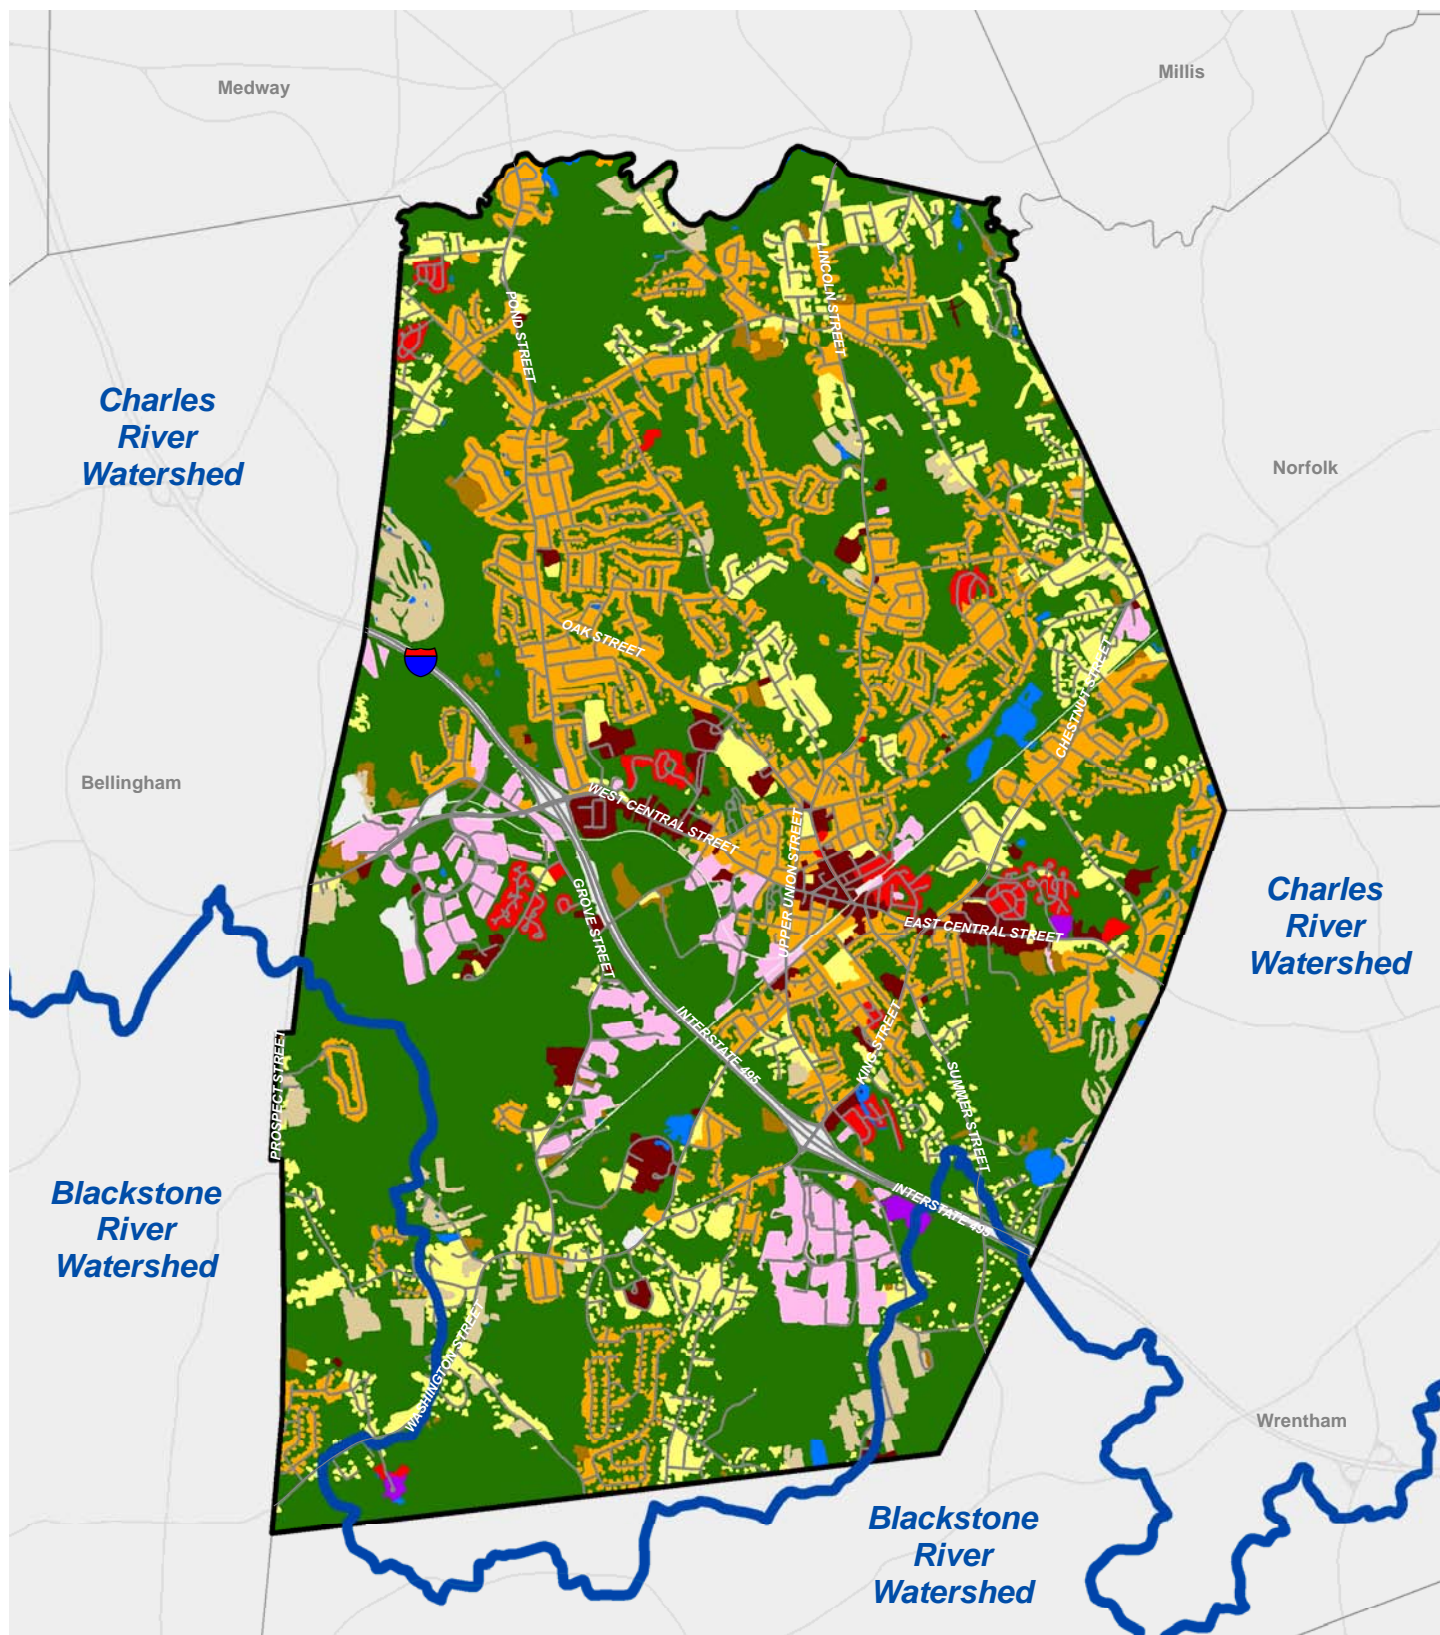 Medway
Millis
LINCOLN STREET
POND STREET
Charles
River
Watershed
Norfolk
OAK STREET
CHESTNUT STREET
Bellingham
WEST CENTRAL STREET
UPPER UNION STREET
GROVE STREET
EAST CENTRAL STREET
Charles
River
Watershed
INTERSTATE 495
KING STREET
SUMMER STREET
PROSPECT STREET
Blackstone
River
Watershed
INTERSTATE 495
WASHINGTON STREET
Wrentham
Blackstone
River
Watershed